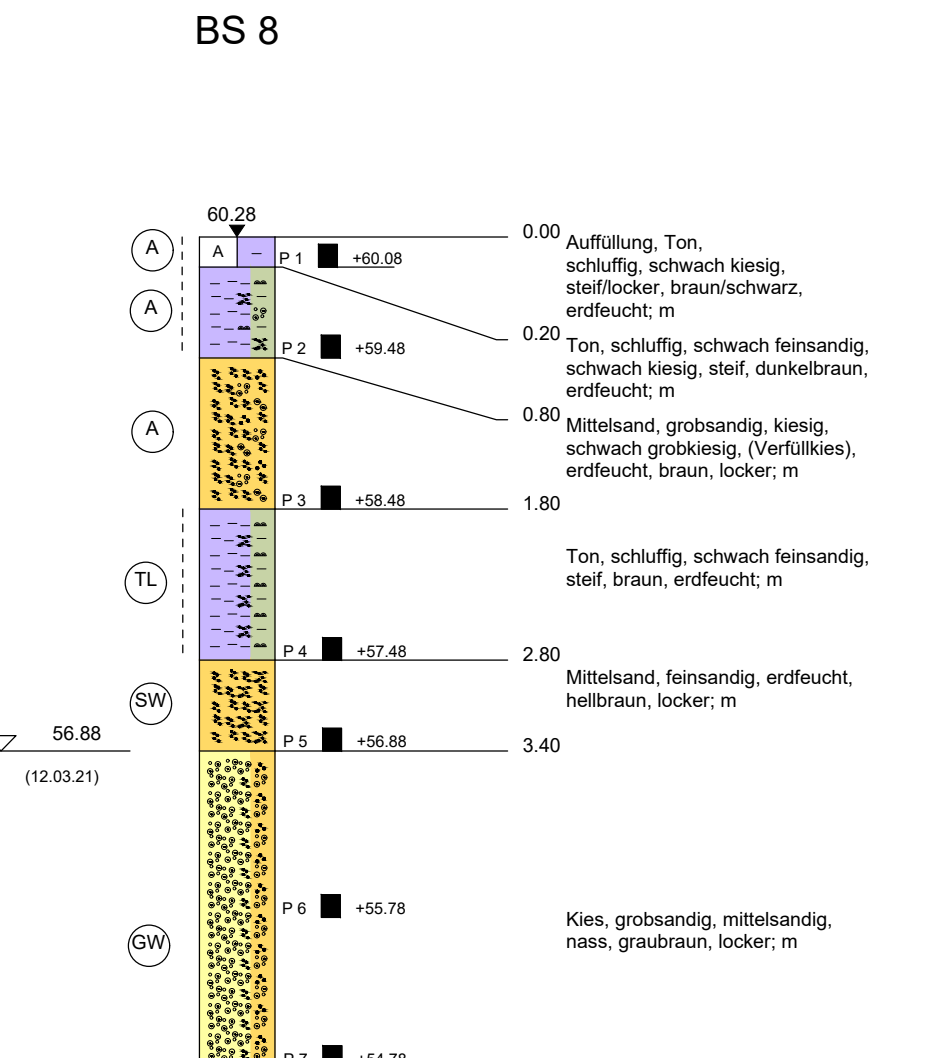 BS 8
60.28
A
A
P 1
+60.08
0.00
Auffüllung, Ton,
schluffig, schwach kiesig,
steif/locker, braun/schwarz,
erdfeucht; m
A
P 2
+59.48
0.20
Ton, schluffig, schwach feinsandig,
schwach kiesig, steif, dunkelbraun,
erdfeucht; m
0.80
Mittelsand, grobsandig, kiesig,
schwach grobkiesig, (Verfüllkies),
erdfeucht, braun, locker; m
A
P 3
+58.48
1.80
Ton, schluffig, schwach feinsandig,
steif, braun, erdfeucht; m
TL
P 4
+57.48
2.80
Mittelsand, feinsandig, erdfeucht,
hellbraun, locker; m
SW
56.88
(12.03.21)
P 5
+56.88
3.40
P 6
+55.78
Kies, grobsandig, mittelsandig,
nass, graubraun, locker; m
GW
P 7
+54.78